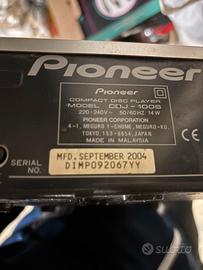 Pioneer
Pioneer
COMPACT DISC PLAYER
MODEL CDJ-100S
220-240V~ 50/60HZ 14W
PIONEER CORPORATION
4-1, MEGURO 1-CHOME, MEGURO-KU,
TOKYO 153-8654, JAPAN
MADE IN MALAYSIA
MFD. SEPTEMBER 2004
SERIAL NO.
DIMP092067YY
subito